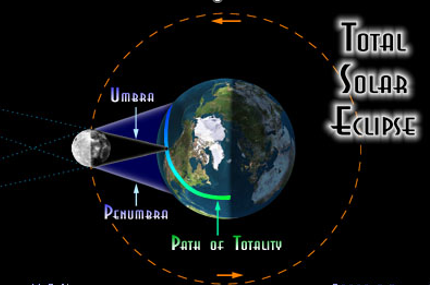 Total
Solar
Eclipse
Umbra
Penumbra
Path of Totality